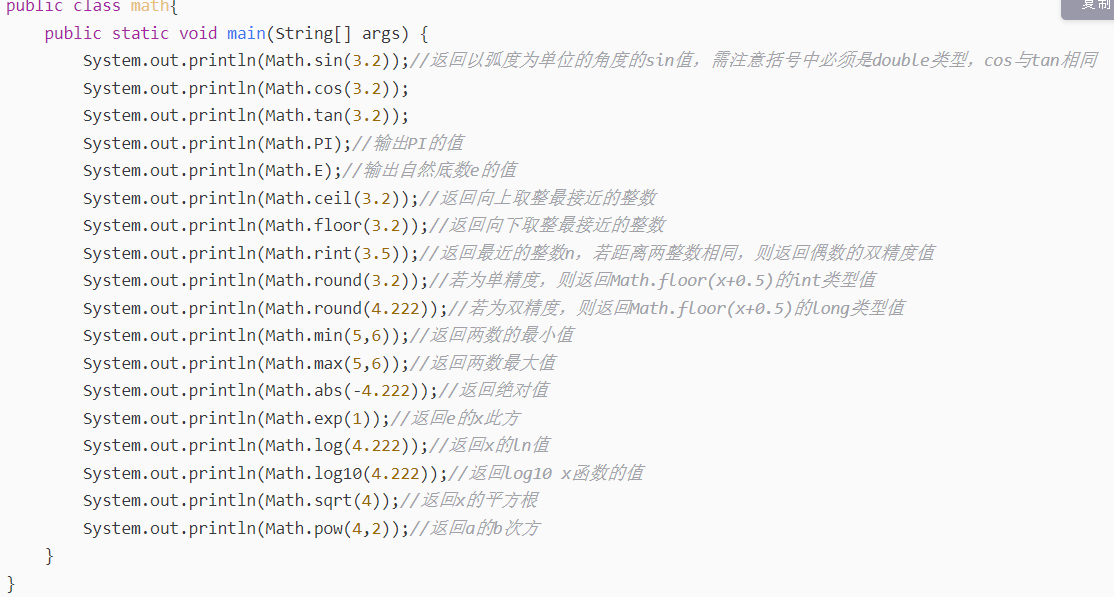 复制
public class math{
    public static void main(String[] args) {
        System.out.println(Math.sin(3.2));//返回以弧度为单位的角度的sin值，需注意括号中必须是double类型，cos与tan相同
        System.out.println(Math.cos(3.2));
        System.out.println(Math.tan(3.2));
        System.out.println(Math.PI);//输出PI的值
        System.out.println(Math.E);//输出自然底数e的值
        System.out.println(Math.ceil(3.2));//返回向上取整最接近的整数
        System.out.println(Math.floor(3.2));//返回向下取整最接近的整数
        System.out.println(Math.rint(3.5));//返回最近的整数n，若距离两整数相同，则返回偶数的双精度值
        System.out.println(Math.round(3.2));//若为单精度，则返回Math.floor(x+0.5)的int类型值
        System.out.println(Math.round(4.222));//若为双精度，则返回Math.floor(x+0.5)的long类型值
        System.out.println(Math.min(5,6));//返回两数的最小值
        System.out.println(Math.max(5,6));//返回两数最大值
        System.out.println(Math.abs(-4.222));//返回绝对值
        System.out.println(Math.exp(1));//返回e的x此方
        System.out.println(Math.log(4.222));//返回x的ln值
        System.out.println(Math.log10(4.222));//返回log10 x函数的值
        System.out.println(Math.sqrt(4));//返回x的平方根
        System.out.println(Math.pow(4,2));//返回a的b次方
    }
}